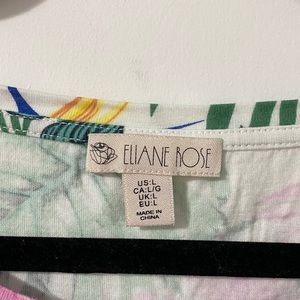 ELIANE ROSE
US:L
CA:L/G
UK:L
EU:L
MADE IN
CHINA